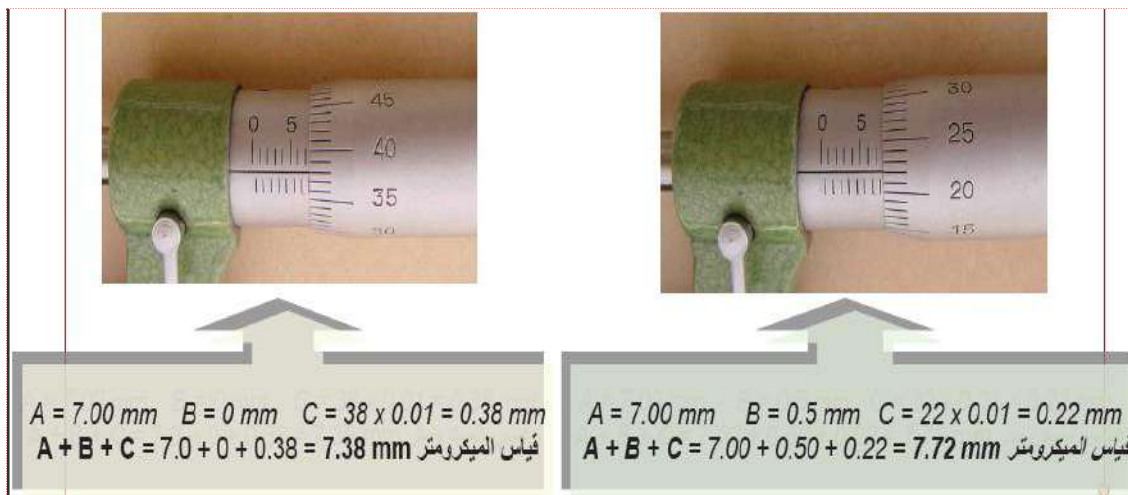 45
0 5
40
35
30
30
0 5
25
20
15
A = 7.00 mm B = 0 mm C = 38 x 0.01 = 0.38 mm
A + B + C = 7.0 + 0 + 0.38 = 7.38 mm قياس الميكرومتر
A = 7.00 mm B = 0.5 mm C = 22 x 0.01 = 0.22 mm
A + B + C = 7.00 + 0.50 + 0.22 = 7.72 mm قياس الميكرومتر